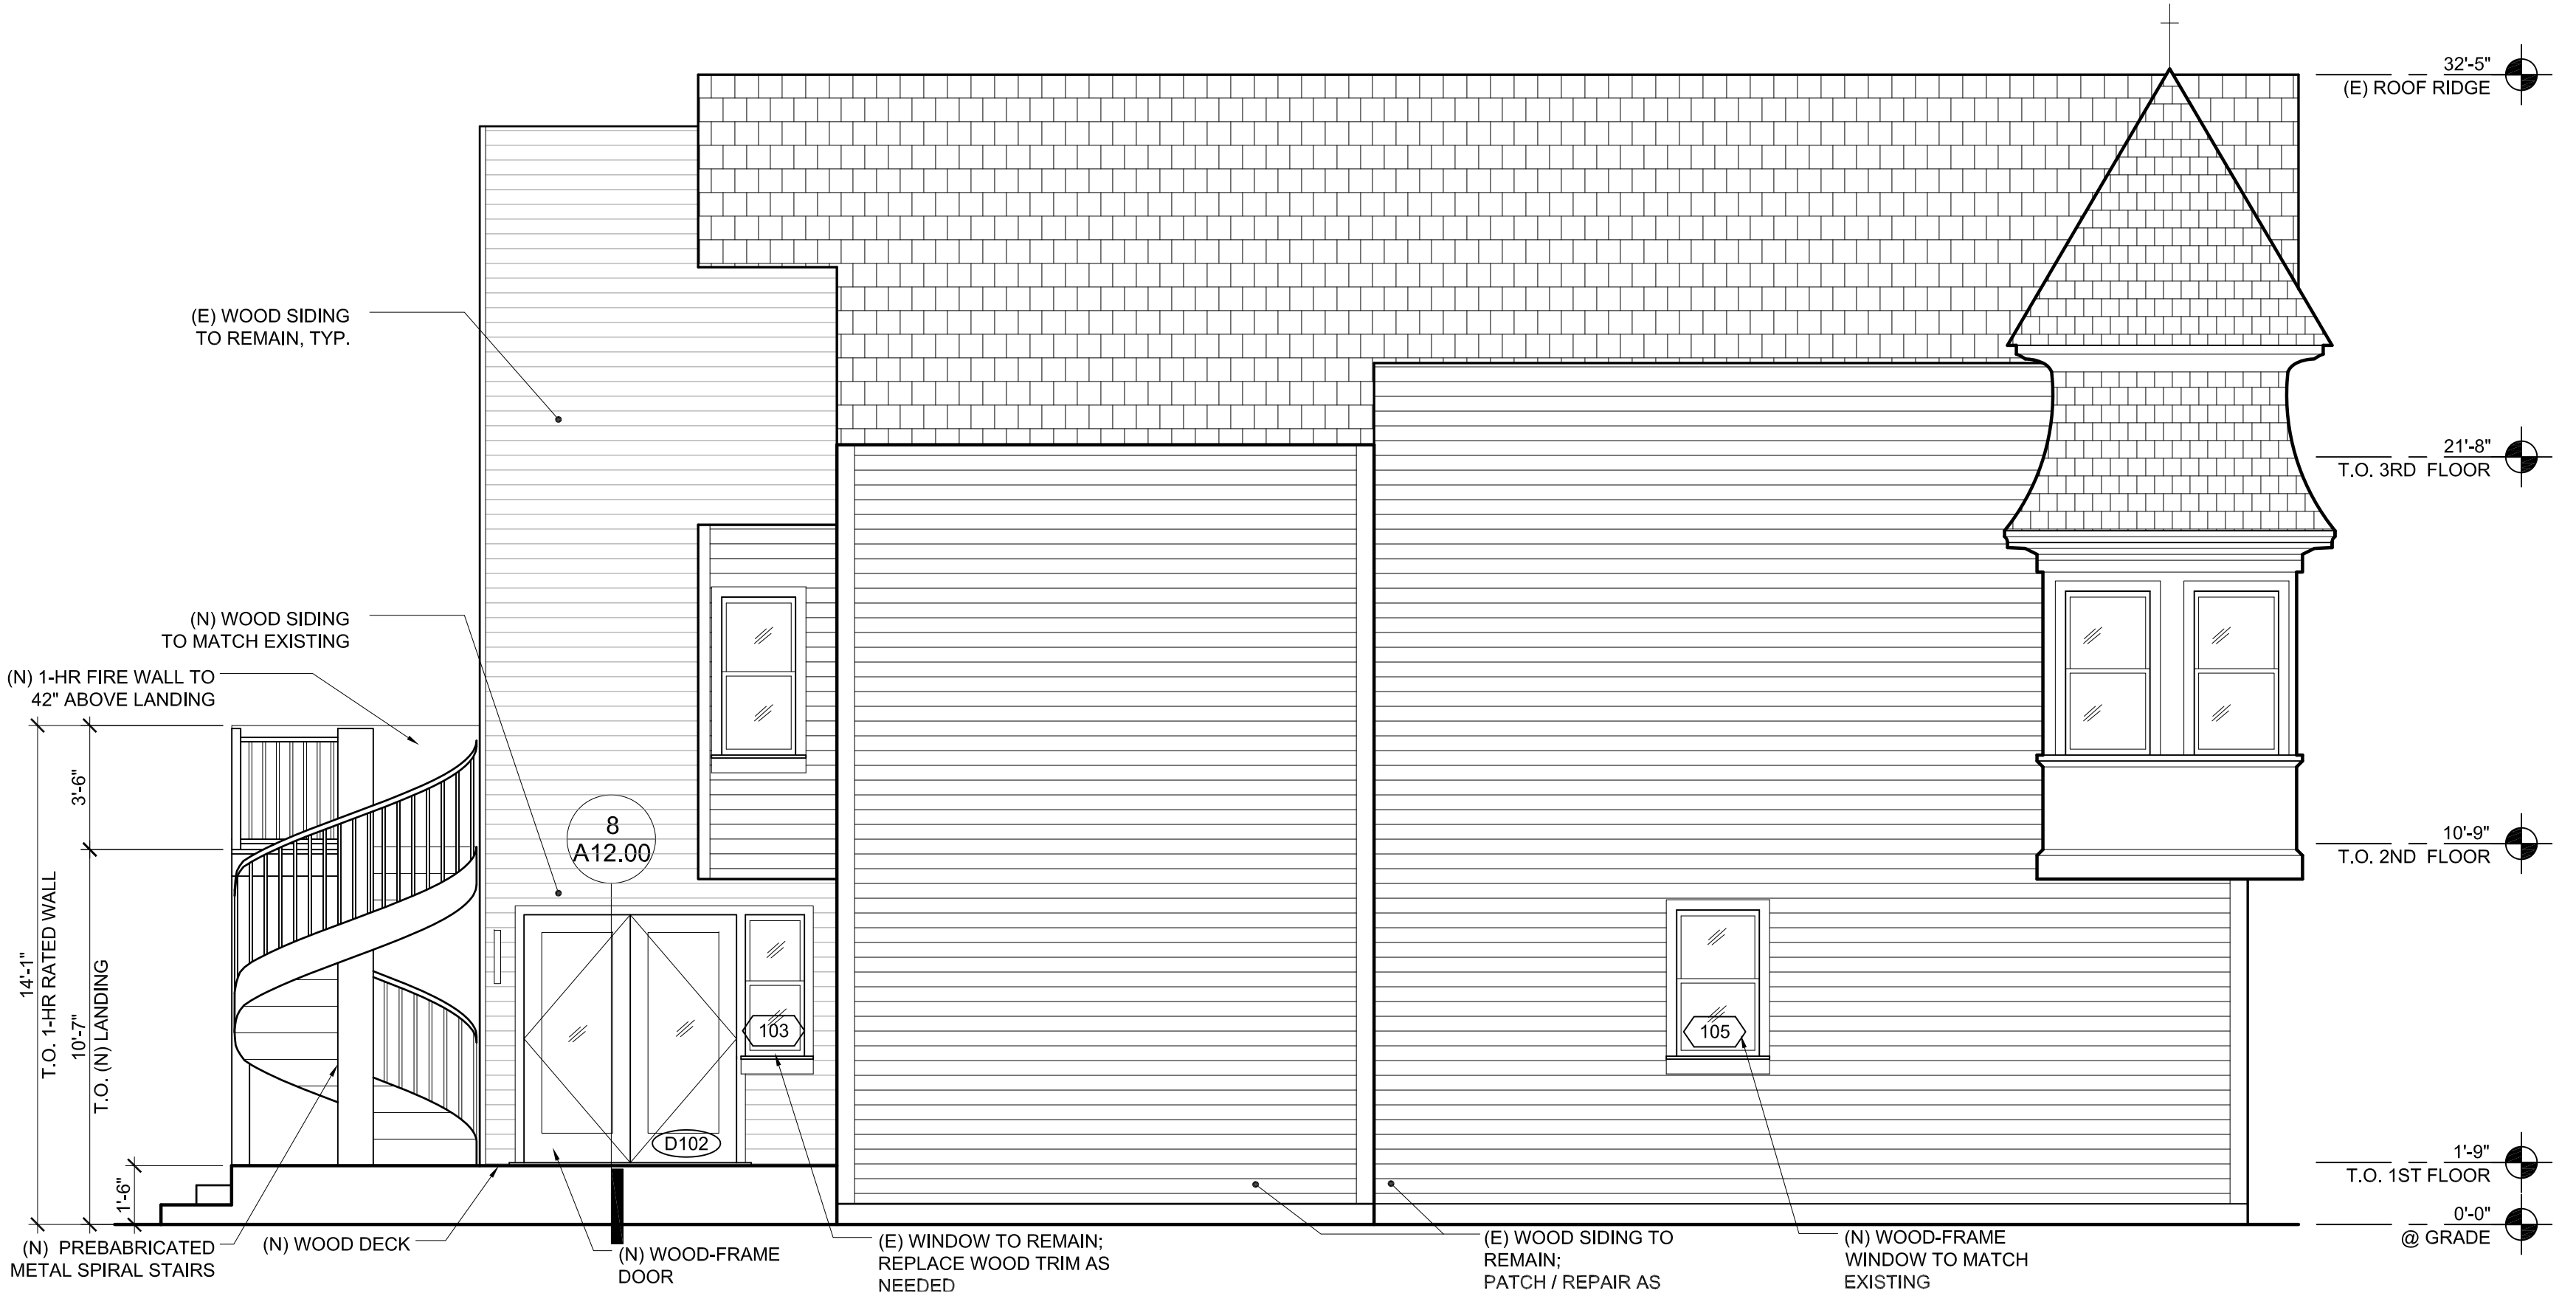 32'-5"
(E) ROOF RIDGE
(E) WOOD SIDING
TO REMAIN, TYP.
21'-8"
T.O. 3RD FLOOR
(N) WOOD SIDING
TO MATCH EXISTING
(N) 1-HR FIRE WALL TO
42" ABOVE LANDING
3'-6"
14'-1"
T.O. 1-HR RATED WALL
10'-7"
T.O. (N) LANDING
1'-6"
8
A12.00
10'-9"
T.O. 2ND FLOOR
103
105
D102
1'-9"
T.O. 1ST FLOOR
0'-0"
@ GRADE
(N) PREBABRICATED
METAL SPIRAL STAIRS
(N) WOOD DECK
(N) WOOD-FRAME
DOOR
(E) WINDOW TO REMAIN;
REPLACE WOOD TRIM AS
NEEDED
(E) WOOD SIDING TO
REMAIN;
PATCH / REPAIR AS
(N) WOOD-FRAME
WINDOW TO MATCH
EXISTING